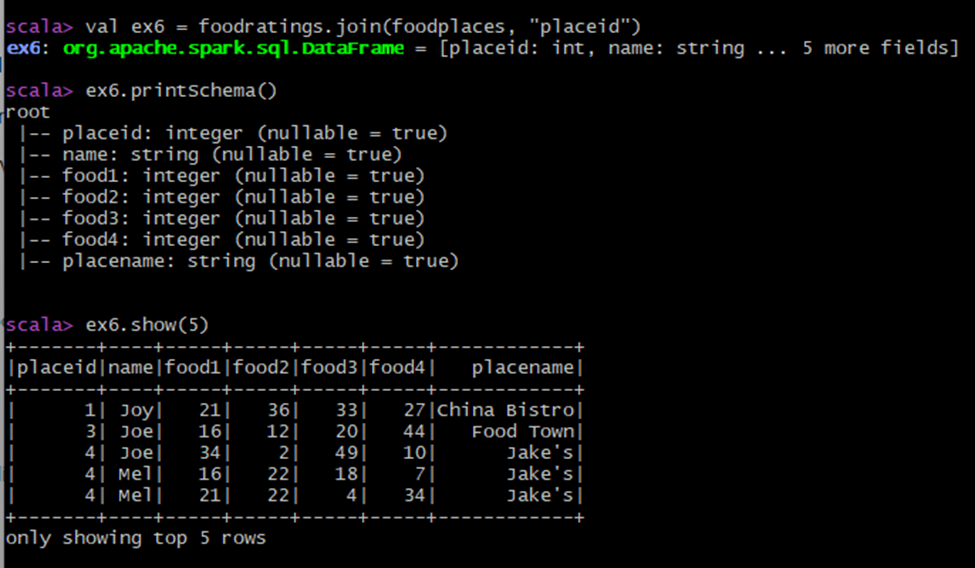 scala> val ex6 = foodratings.join(foodplaces, "placeid")
ex6: org.apache.spark.sql.DataFrame = [placeid: int, name: string ... 5 more fields]
scala> ex6.printSchema()
root
 |-- placeid: integer (nullable = true)
 |-- name: string (nullable = true)
 |-- food1: integer (nullable = true)
 |-- food2: integer (nullable = true)
 |-- food3: integer (nullable = true)
 |-- food4: integer (nullable = true)
 |-- placename: string (nullable = true)
scala> ex6.show(5)
+-------+----+-----+-----+-----+-----+------------+
|placeid|name|food1|food2|food3|food4|   placename|
+-------+----+-----+-----+-----+-----+------------+
|      1| Joy|   21|   36|   33|   27|China Bistro|
|      3| Joe|   16|   12|   20|   44|   Food Town|
|      4| Joe|   34|    2|   49|   10|      Jake's|
|      4| Mel|   16|   22|   18|    7|      Jake's|
|      4| Mel|   21|   22|    4|   34|      Jake's|
+-------+----+-----+-----+-----+-----+------------+
only showing top 5 rows